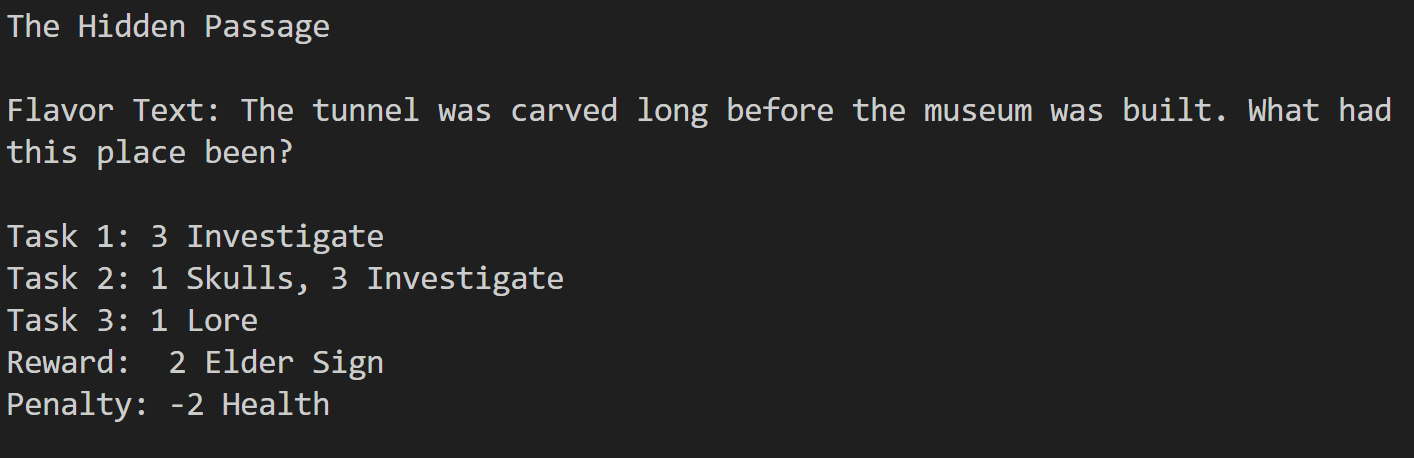 The Hidden Passage
Flavor Text: The tunnel was carved long before the museum was built. What had
this place been?
Task 1: 3 Investigate
Task 2: 1 Skulls, 3 Investigate
Task 3: 1 Lore
Reward:  2 Elder Sign
Penalty: -2 Health